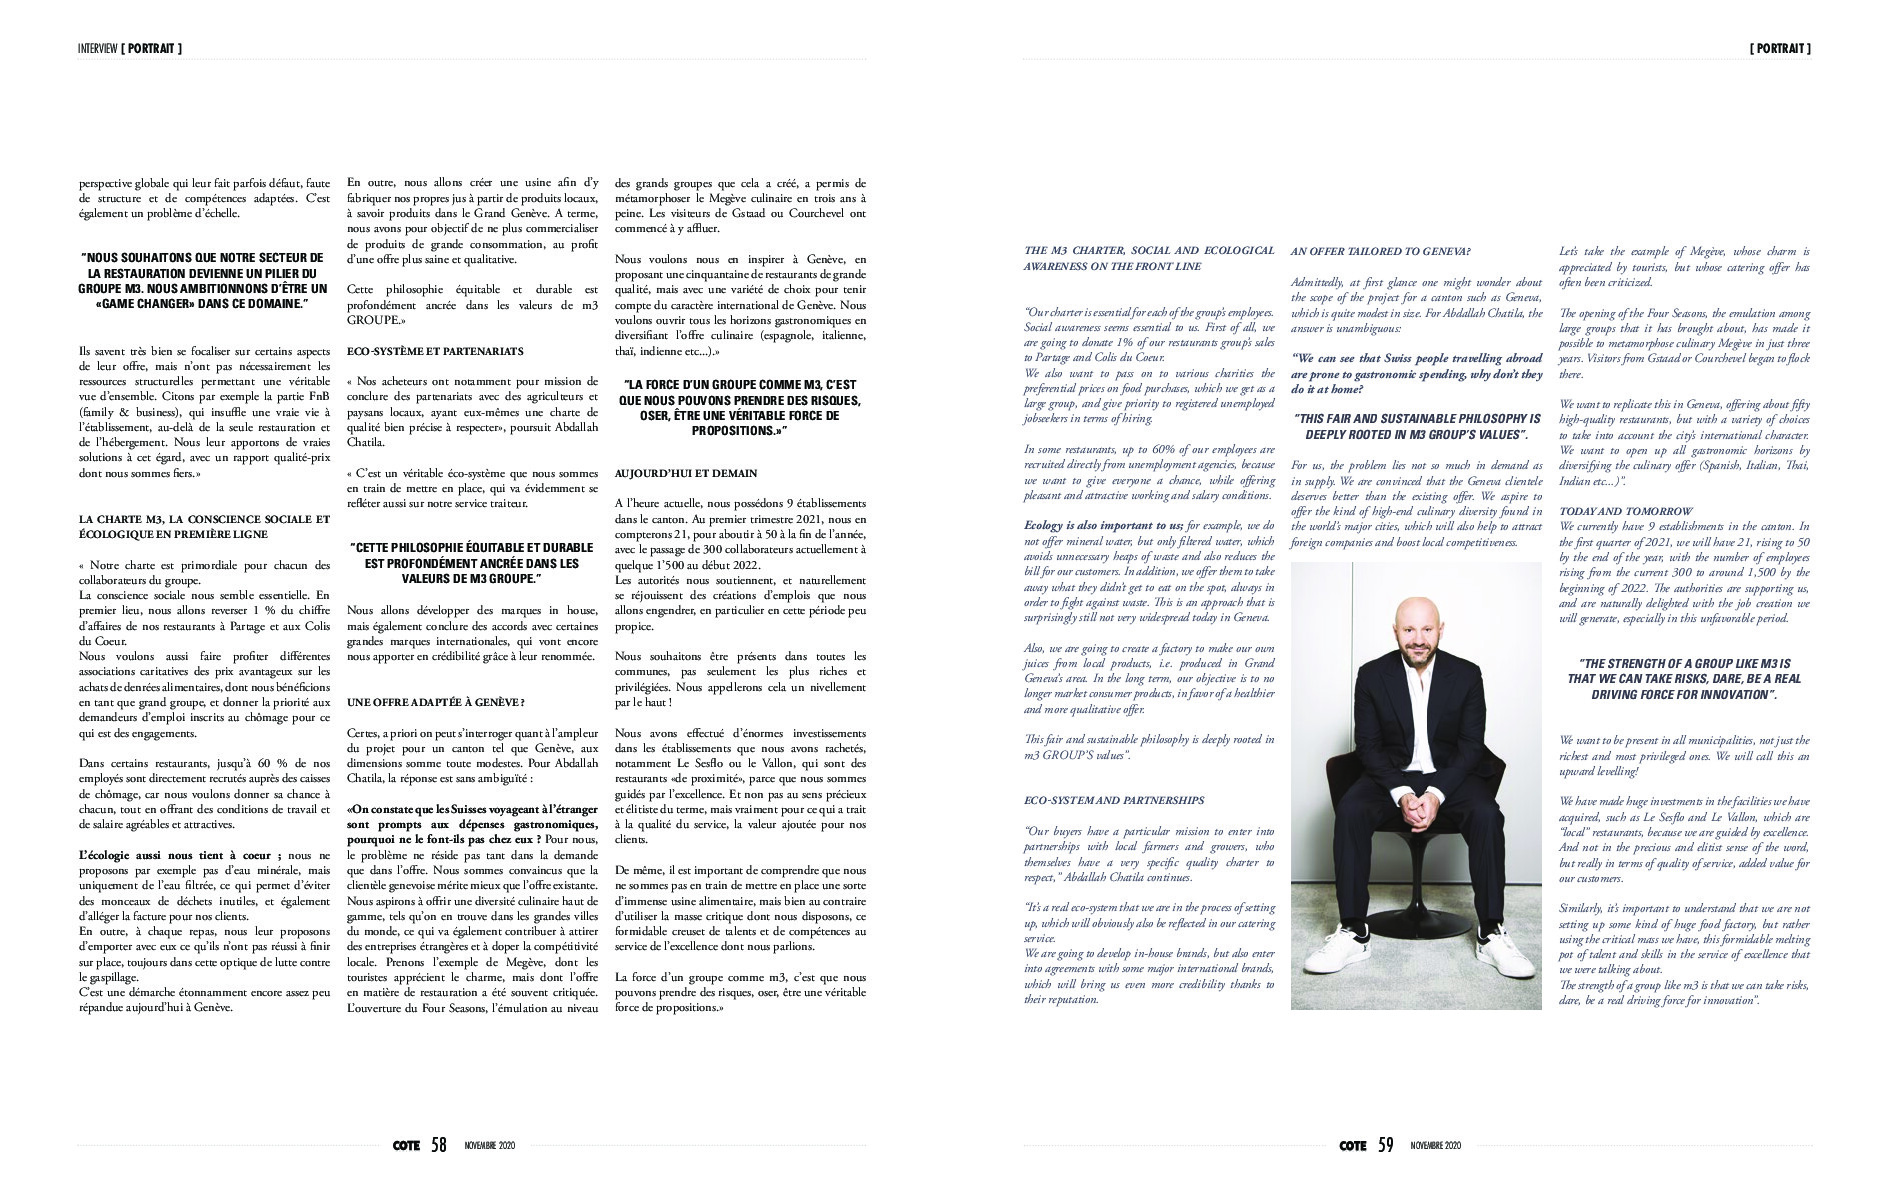 INTERVIEW [ PORTRAIT ]
perspective globale qui leur fait parfois défaut, faute
de structure et de compétences adaptées. C'est
également un problème d'échelle.
"NOUS SOUHAITONS QUE NOTRE SECTEUR DE
LA RESTAURATION DEVIENNE UN PILIER DU
GROUPE M3. NOUS AMBITIONNONS D'ÊTRE UN
«GAME CHANGER» DANS CE DOMAINE."
Ils savent très bien se focaliser sur certains aspects
de leur offre, mais n'ont pas nécessairement les
ressources structurelles permettant une véritable
vue d'ensemble. Citons par exemple la partie FnB
(family & business), qui insuffle une vraie vie à
l'établissement, au-delà de la seule restauration et
de l'hébergement. Nous leur apportons de vraies
solutions à cet égard, avec un rapport qualité-prix
dont nous sommes fiers.»
LA CHARTE M3, LA CONSCIENCE SOCIALE ET
ÉCOLOGIQUE EN PREMIÈRE LIGNE
« Notre charte est primordiale pour chacun des
collaborateurs du groupe.
La conscience sociale nous semble essentielle. En
premier lieu, nous allons reverser 1 % du chiffre
d'affaires de nos restaurants à Partage et aux Colis
du Coeur.
Nous voulons aussi faire profiter différentes
associations caritatives des prix avantageux sur les
achats de denrées alimentaires, dont nous bénéficions
en tant que grand groupe, et donner la priorité aux
demandeurs d'emploi inscrits au chômage pour ce
qui est des engagements.
Dans certains restaurants, jusqu'à 60 % de nos
employés sont directement recrutés auprès des caisses
de chômage, car nous voulons donner sa chance à
chacun, tout en offrant des conditions de travail et
de salaire agréables et attractives.
L'écologie aussi nous tient à coeur ; nous ne
proposons par exemple pas d'eau minérale, mais
uniquement de l'eau filtrée, ce qui permet d'éviter
des monceaux de déchets inutiles, et également
d'alléger la facture pour nos clients.
En outre, à chaque repas, nous leur proposons
d'emporter avec eux ce qu'ils n'ont pas réussi à finir
sur place, toujours dans cette optique de lutte contre
le gaspillage.
C'est une démarche étonnamment encore assez peu
répandue aujourd'hui à Genève.
En outre, nous allons créer une usine afin d'y
fabriquer nos propres jus à partir de produits locaux,
à savoir produits dans le Grand Genève. A terme,
nous avons pour objectif de ne plus commercialiser
de produits de grande consommation, au profit
d'une offre plus saine et qualitative.
Cette philosophie équitable et durable est
profondément ancrée dans les valeurs de m3
GROUPE.»
ECO-SYSTÈME ET PARTENARIATS
« Nos acheteurs ont notamment pour mission de
conclure des partenariats avec des agriculteurs et
paysans locaux, ayant eux-mêmes une charte de
qualité bien précise à respecter», poursuit Abdallah
Chatila.
« C'est un véritable éco-système que nous sommes
en train de mettre en place, qui va évidemment se
refléter aussi sur notre service traiteur.
"CETTE PHILOSOPHIE ÉQUITABLE ET DURABLE
EST PROFONDÉMENT ANCRÉE DANS LES
VALEURS DE M3 GROUPE."
Nous allons développer des marques in house,
mais également conclure des accords avec certaines
grandes marques internationales, qui vont encore
nous apporter en crédibilité grâce à leur renommée.
UNE OFFRE ADAPTÉE À GENÈVE ?
Certes, a priori on peut s'interroger quant à l'ampleur
du projet pour un canton tel que Genève, aux
dimensions somme toute modestes. Pour Abdallah
Chatila, la réponse est sans ambiguïté :
«On constate que les Suisses voyageant à l'étranger
sont prompts aux dépenses gastronomiques,
pourquoi ne le font-ils pas chez eux ? Pour nous,
le problème ne réside pas tant dans la demande
que dans l'offre. Nous sommes convaincus que la
clientèle genevoise mérite mieux que l'offre existante.
Nous aspirons à offrir une diversité culinaire haut de
gamme, tels qu'on en trouve dans les grandes villes
du monde, ce qui va également contribuer à attirer
des entreprises étrangères et à doper la compétitivité
locale. Prenons l'exemple de Megève, dont les
touristes apprécient le charme, mais dont l'offre
en matière de restauration a été souvent critiquée.
L'ouverture du Four Seasons, l'émulation au niveau
des grands groupes que cela a créé, a permis de
métamorphoser le Megève culinaire en trois ans à
peine. Les visiteurs de Gstaad ou Courchevel ont
commencé à y affluer.
Nous voulons nous en inspirer à Genève, en
proposant une cinquantaine de restaurants de grande
qualité, mais avec une variété de choix pour tenir
compte du caractère international de Genève. Nous
voulons ouvrir tous les horizons gastronomiques en
diversifiant l'offre culinaire (espagnole, italienne,
thaï, indienne etc...).»
"LA FORCE D'UN GROUPE COMME M3, C'EST
QUE NOUS POUVONS PRENDRE DES RISQUES,
OSER, ÊTRE UNE VÉRITABLE FORCE DE
PROPOSITIONS.»"
AUJOURD'HUI ET DEMAIN
A l'heure actuelle, nous possédons 9 établissements
dans le canton. Au premier trimestre 2021, nous en
compterons 21, pour aboutir à 50 à la fin de l'année,
avec le passage de 300 collaborateurs actuellement à
quelque 1'500 au début 2022.
Les autorités nous soutiennent, et naturellement
se réjouissent des créations d'emplois que nous
allons engendrer, en particulier en cette période peu
propice.
Nous souhaitons être présents dans toutes les
communes, pas seulement les plus riches et
privilégiées. Nous appellerons cela un nivellement
par le haut !
Nous avons effectué d'énormes investissements
dans les établissements que nous avons rachetés,
notamment Le Sesflo ou le Vallon, qui sont des
restaurants «de proximité», parce que nous sommes
guidés par l'excellence. Et non pas au sens précieux
et élitiste du terme, mais vraiment pour ce qui a trait
à la qualité du service, la valeur ajoutée pour nos
clients.
De même, il est important de comprendre que nous
ne sommes pas en train de mettre en place une sorte
d'immense usine alimentaire, mais bien au contraire
d'utiliser la masse critique dont nous disposons, ce
formidable creuset de talents et de compétences au
service de l'excellence dont nous parlions.
La force d'un groupe comme m3, c'est que nous
pouvons prendre des risques, oser, être une véritable
force de propositions.»
COTE 58 NOVEMBRE 2020
[ PORTRAIT ]
THE M3 CHARTER, SOCIAL AND ECOLOGICAL
AWARENESS ON THE FRONT LINE
"Our charter is essential for each of the group's employees.
Social awareness seems essential to us. First of all, we
are going to donate 1% of our restaurants group's sales
to Partage and Colis du Coeur.
We also want to pass on to various charities the
preferential prices on food purchases, which we get as a
large group, and give priority to registered unemployed
jobseekers in terms of hiring.
In some restaurants, up to 60% of our employees are
recruited directly from unemployment agencies, because
we want to give everyone a chance, while offering
pleasant and attractive working and salary conditions.
Ecology is also important to us; for example, we do
not offer mineral water, but only filtered water, which
avoids unnecessary heaps of waste and also reduces the
bill for our customers. In addition, we offer them to take
away what they didn't get to eat on the spot, always in
order to fight against waste. This is an approach that is
surprisingly still not very widespread today in Geneva.
Also, we are going to create a factory to make our own
juices from local products, i.e. produced in Grand
Geneva's area. In the long term, our objective is to no
longer market consumer products, in favor of a healthier
and more qualitative offer.
This fair and sustainable philosophy is deeply rooted in
m3 GROUP'S values".
ECO-SYSTEM AND PARTNERSHIPS
"Our buyers have a particular mission to enter into
partnerships with local farmers and growers, who
themselves have a very specific quality charter to
respect," Abdallah Chatila continues.
"It's a real eco-system that we are in the process of setting
up, which will obviously also be reflected in our catering
service.
We are going to develop in-house brands, but also enter
into agreements with some major international brands,
which will bring us even more credibility thanks to
their reputation.
AN OFFER TAILORED TO GENEVA?
Admittedly, at first glance one might wonder about
the scope of the project for a canton such as Geneva,
which is quite modest in size. For Abdallah Chatila, the
answer is unambiguous:
"We can see that Swiss people travelling abroad
are prone to gastronomic spending, why don't they
do it at home?
"THIS FAIR AND SUSTAINABLE PHILOSOPHY IS
DEEPLY ROOTED IN M3 GROUP'S VALUES".
For us, the problem lies not so much in demand as
in supply. We are convinced that the Geneva clientele
deserves better than the existing offer. We aspire to
offer the kind of high-end culinary diversity found in
the world's major cities, which will also help to attract
foreign companies and boost local competitiveness.
Let's take the example of Megève, whose charm is
appreciated by tourists, but whose catering offer has
often been criticized.
The opening of the Four Seasons, the emulation among
large groups that it has brought about, has made it
possible to metamorphose culinary Megève in just three
years. Visitors from Gstaad or Courchevel began to flock
there.
We want to replicate this in Geneva, offering about fifty
high-quality restaurants, but with a variety of choices
to take into account the city's international character.
We want to open up all gastronomic horizons by
diversifying the culinary offer (Spanish, Italian, Thai,
Indian etc...)".
TODAY AND TOMORROW
We currently have 9 establishments in the canton. In
the first quarter of 2021, we will have 21, rising to 50
by the end of the year, with the number of employees
rising from the current 300 to around 1,500 by the
beginning of 2022. The authorities are supporting us,
and are naturally delighted with the job creation we
will generate, especially in this unfavorable period.
"THE STRENGTH OF A GROUP LIKE M3 IS
THAT WE CAN TAKE RISKS, DARE, BE A REAL
DRIVING FORCE FOR INNOVATION".
We want to be present in all municipalities, not just the
richest and most privileged ones. We will call this an
upward levelling!
We have made huge investments in the facilities we have
acquired, such as Le Sesflo and Le Vallon, which are
"local" restaurants, because we are guided by excellence.
And not in the precious and elitist sense of the word,
but really in terms of quality of service, added value for
our customers.
Similarly, it's important to understand that we are not
setting up some kind of huge food factory, but rather
using the critical mass we have, this formidable melting
pot of talent and skills in the service of excellence that
we were talking about.
The strength of a group like m3 is that we can take risks,
dare, be a real driving force for innovation".
COTE 59 NOVEMBRE 2020